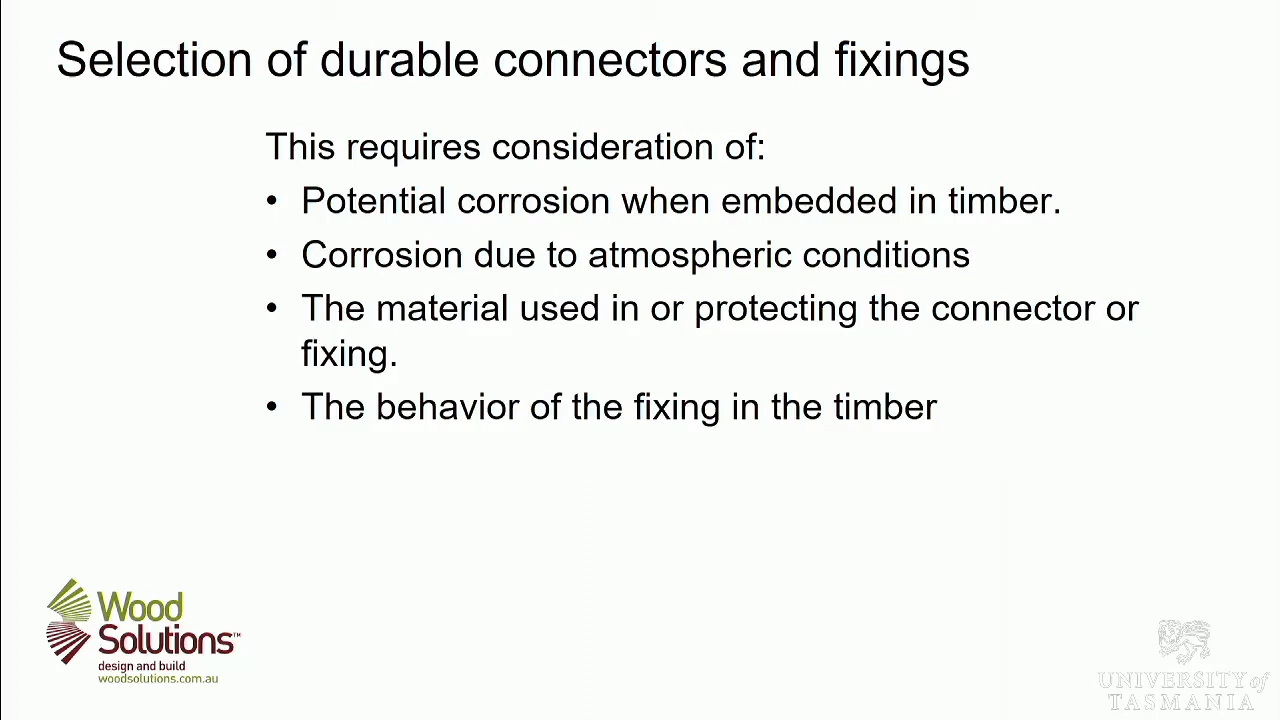 Selection of durable connectors and fixings
This requires consideration of:
• Potential corrosion when embedded in timber.
• Corrosion due to atmospheric conditions
• The material used in or protecting the connector or
fixing.
• The behavior of the fixing in the timber
Wood
Solutions™
design and build
woodsolutions.com.au
UNIVERSITY of
TASMANIA